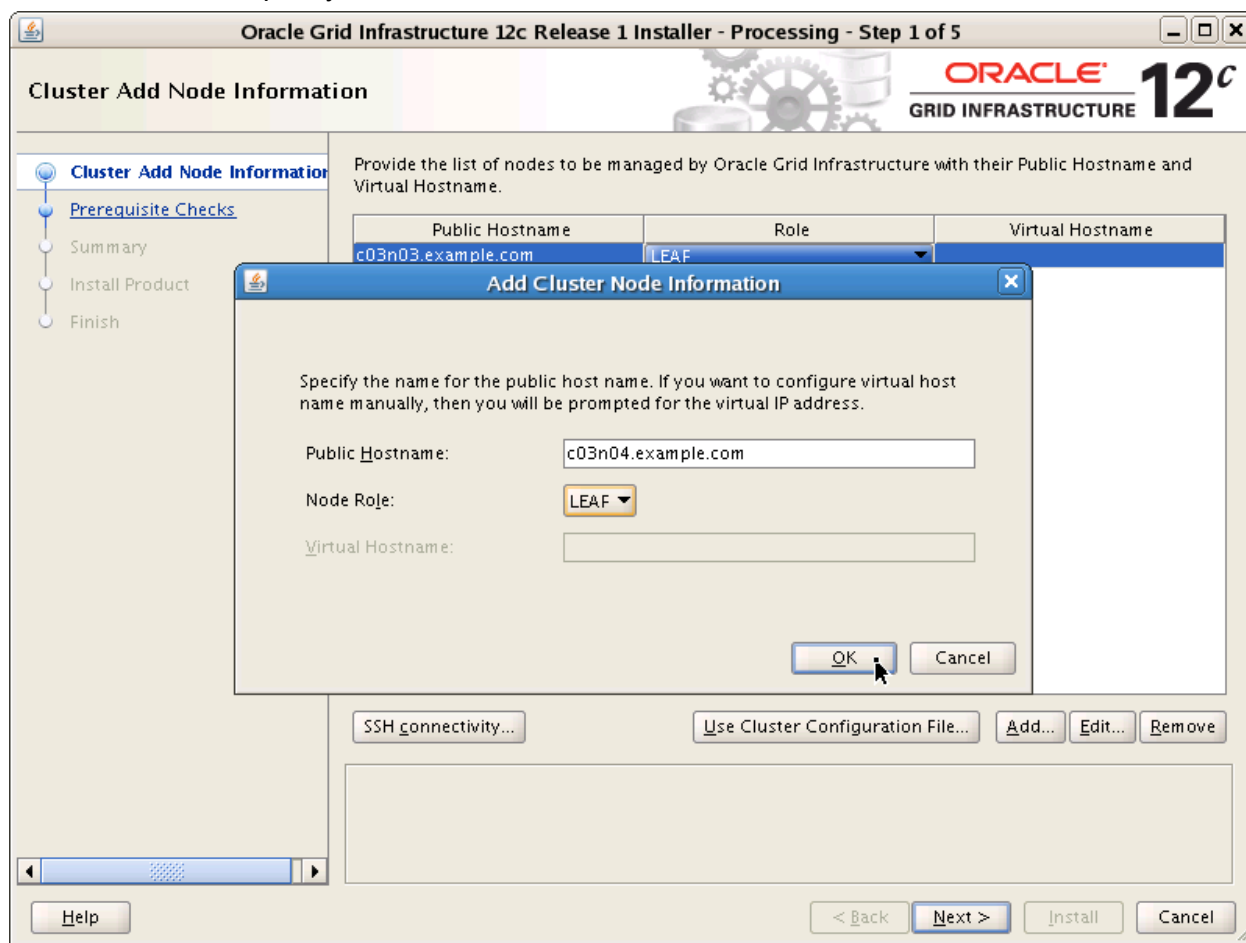 Oracle Grid Infrastructure 12c Release 1 Installer - Processing - Step 1 of 5
Cluster Add Node Information
ORACLE
GRID INFRASTRUCTURE
12c
Cluster Add Node Information
Prerequisite Checks
Summary
Install Product
Finish
Provide the list of nodes to be managed by Oracle Grid Infrastructure with their Public Hostname and
Virtual Hostname.
Public Hostname Role Virtual Hostname
c03n03.example.com LEAF
Add Cluster Node Information
Specify the name for the public host name. If you want to configure virtual host
name manually, then you will be prompted for the virtual IP address.
Public Hostname: c03n04.example.com
Node Role: LEAF
Virtual Hostname:
OK Cancel
SSH connectivity... Use Cluster Configuration File... Add... Edit... Remove
Help < Back Next > Install Cancel